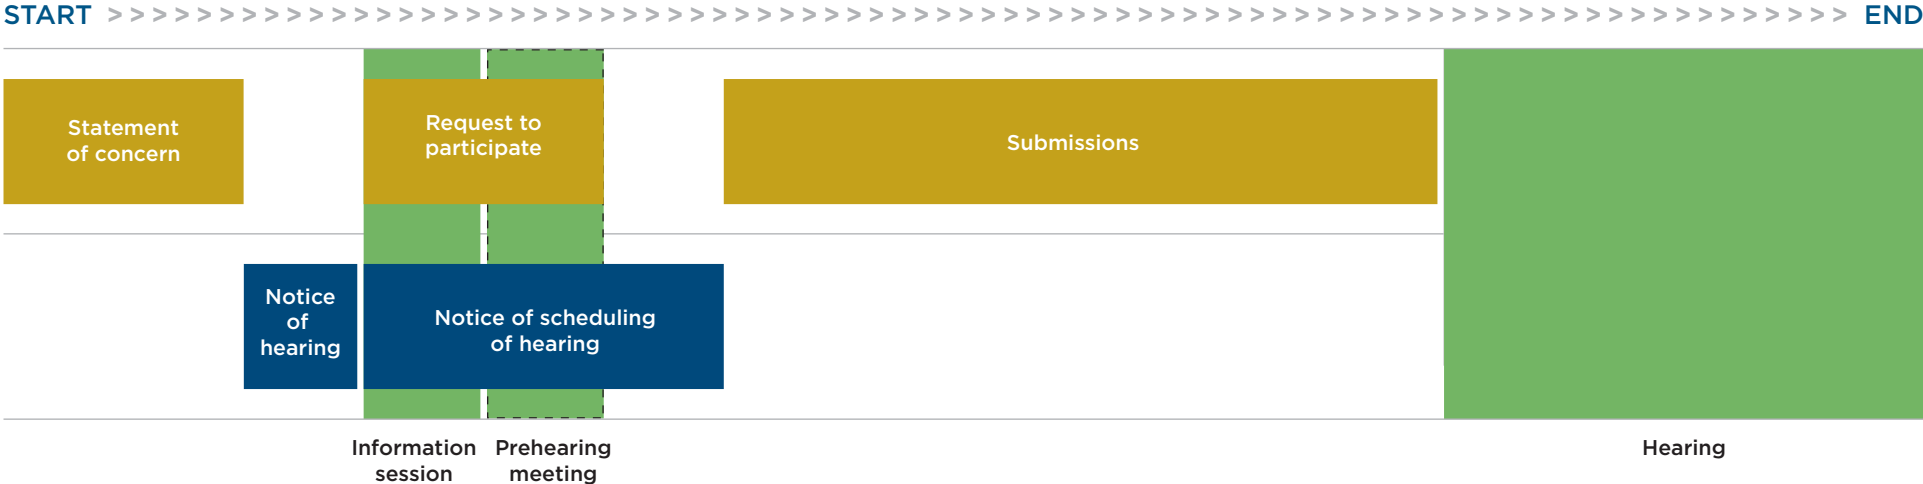 START > > > > > > > > > > > > > > > > > > > > > > > > > > > > > > > > > > > > > > > > > > > > > > > > > > > > > > > > > > > > > > > > > > > > > > > > > > > > > > > > > > > > > > > > > > > > > END
Statement
of concern
Request to
participate
Submissions
Notice
of
hearing
Notice of scheduling
of hearing
Information
session
Prehearing
meeting
Hearing